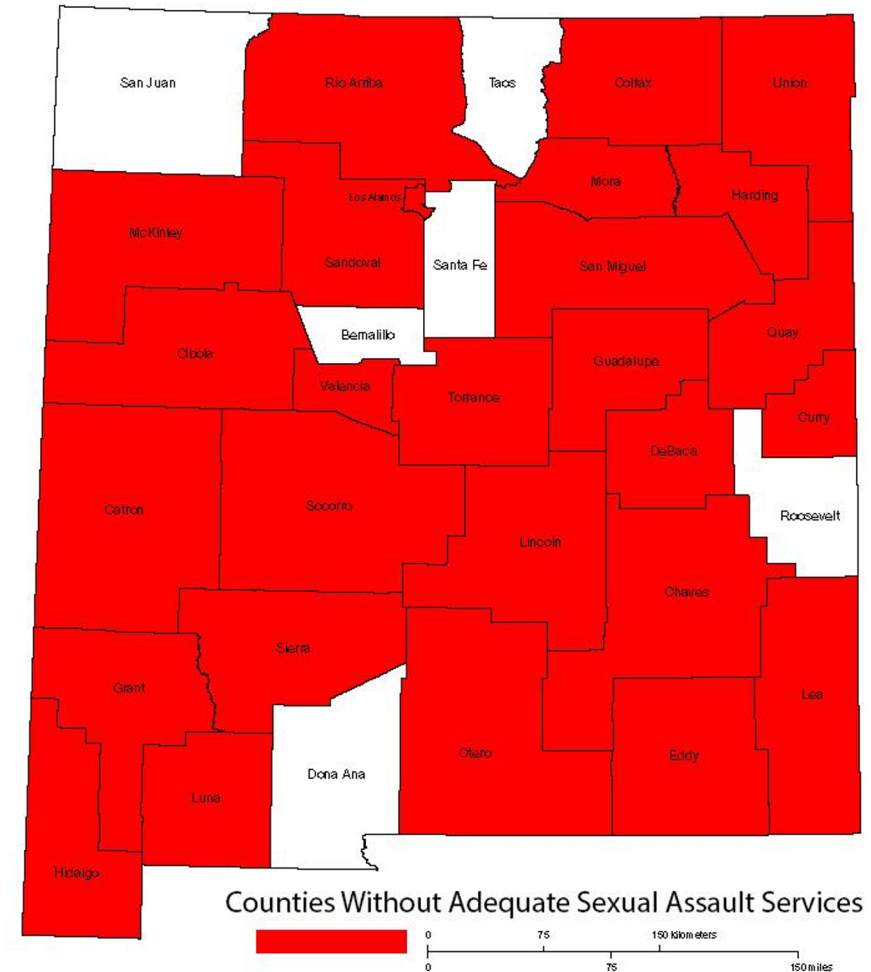 San Juan
Rio Arriba
Taos
Colfax
Union
Los Alamos
Mora
Harding
McKinley
Sandoval
Santa Fe
San Miguel
Bernalillo
Quay
Cibola
Guadalupe
Valencia
Torrance
Curry
DeBaca
Catron
Socorro
Roosevelt
Lincoln
Chaves
Sierra
Grant
Lea
Otero
Eddy
Dona Ana
Luna
Hidalgo
Counties Without Adequate Sexual Assault Services
0 75 150 kilometers
0 75 150 miles